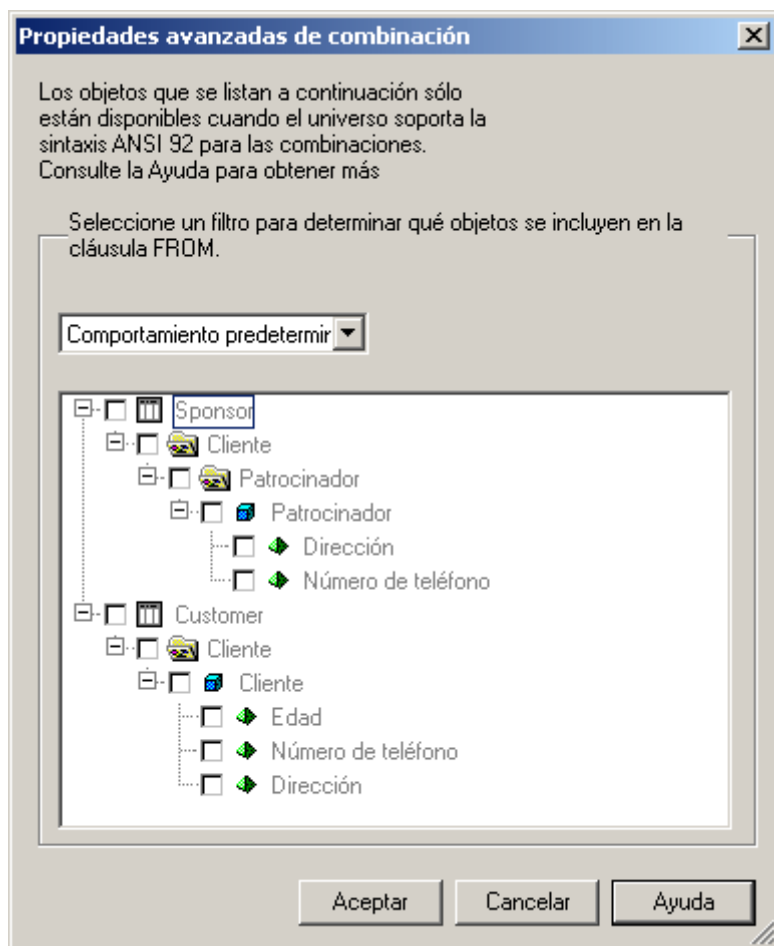 Propiedades avanzadas de combinación
Los objetos que se listan a continuación sólo
están disponibles cuando el universo soporta la
sintaxis ANSI 92 para las combinaciones.
Consulte la Ayuda para obtener más
Seleccione un filtro para determinar qué objetos se incluyen en la
cláusula FROM.
Comportamiento predetermir
Sponsor
Cliente
Patrocinador
Patrocinador
Dirección
Número de teléfono
Customer
Cliente
Cliente
Edad
Número de teléfono
Dirección
Aceptar Cancelar Ayuda